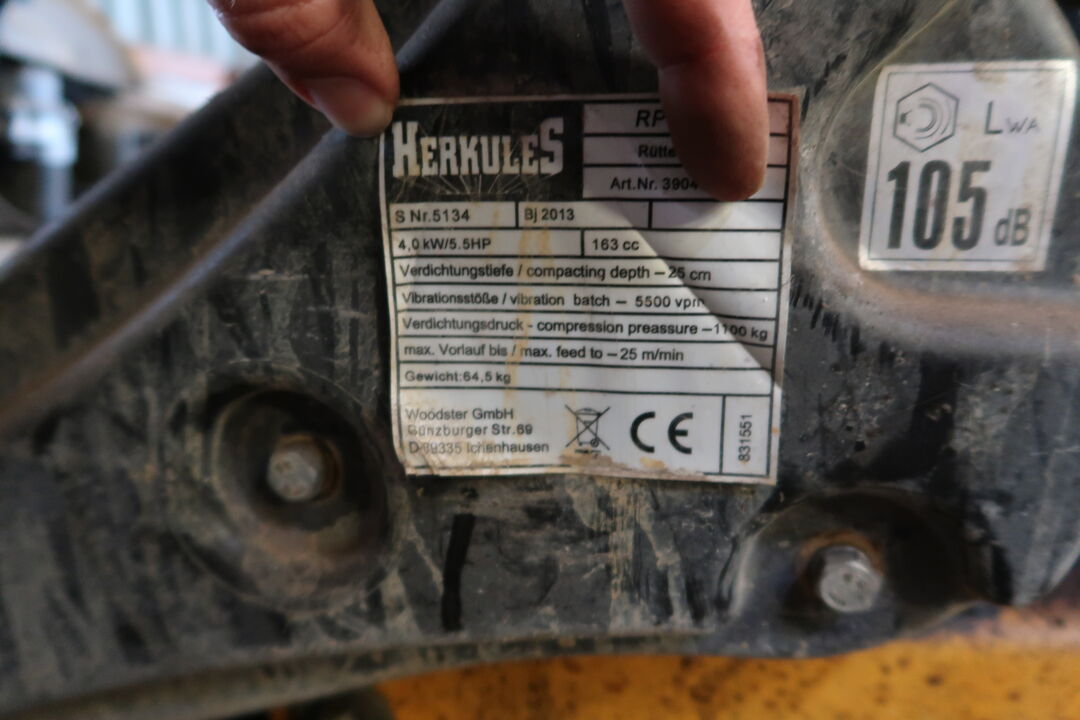 HERKULES
RP
Rütte
Art.Nr. 3904
S Nr.5134
Bj 2013
4,0 kW/5.5HP
163 cc
Verdichtungstiefe / compacting depth – 25 cm
Vibrationsstöße / vibration batch – 5500 vpm
Verdichtungsdruck - compression preassure –1100 kg
max. Vorlauf bis / max. feed to – 25 m/min
Gewicht:64,5 kg
Woodster GmbH
Günzburger Str.69
D-89335 Ichenhausen
CE
831551
LWA
105 dB